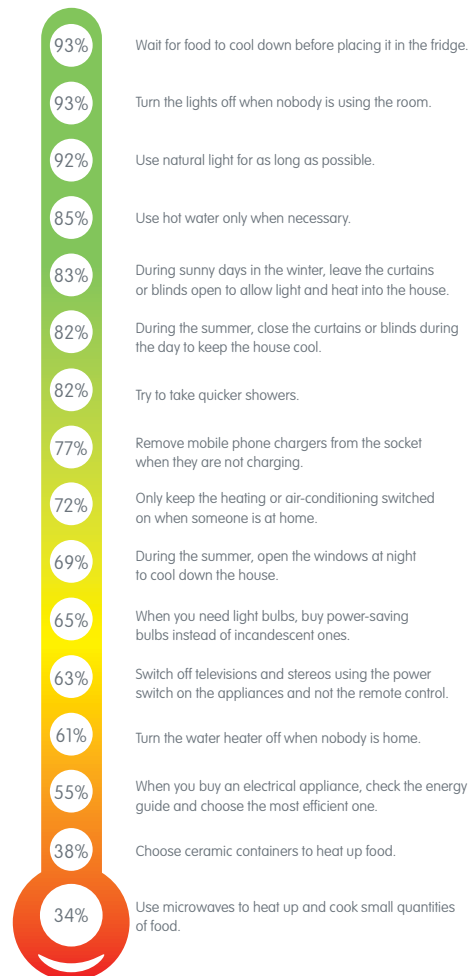 93%
Wait for food to cool down before placing it in the fridge.
93%
Turn the lights off when nobody is using the room.
92%
Use natural light for as long as possible.
85%
Use hot water only when necessary.
83%
During sunny days in the winter, leave the curtains
or blinds open to allow light and heat into the house.
82%
During the summer, close the curtains or blinds during
the day to keep the house cool.
82%
Try to take quicker showers.
77%
Remove mobile phone chargers from the socket
when they are not charging.
72%
Only keep the heating or air-conditioning switched
on when someone is at home.
69%
During the summer, open the windows at night
to cool down the house.
65%
When you need light bulbs, buy power-saving
bulbs instead of incandescent ones.
63%
Switch off televisions and stereos using the power
switch on the appliances and not the remote control.
61%
Turn the water heater off when nobody is home.
55%
When you buy an electrical appliance, check the energy
guide and choose the most efficient one.
38%
Choose ceramic containers to heat up food.
34%
Use microwaves to heat up and cook small quantities
of food.